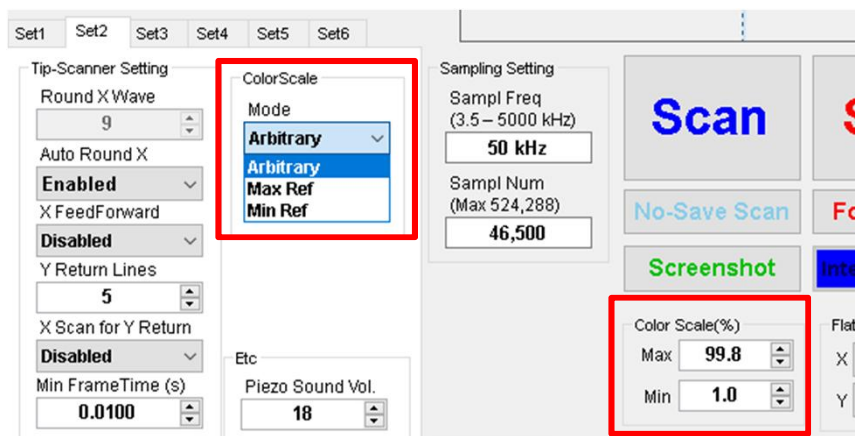 Set1 Set2 Set3 Set4 Set5 Set6
Tip-Scanner Setting
Round X Wave
9
Auto Round X
Enabled
X FeedForward
Disabled
Y Return Lines
5
X Scan for Y Return
Disabled
Min FrameTime (s)
0.0100
ColorScale
Mode
Arbitrary
Arbitrary
Max Ref
Min Ref
Etc
Piezo Sound Vol.
18
Sampling Setting
Sampl Freq
(3.5 – 5000 kHz)
50 kHz
Sampl Num
(Max 524,288)
46,500
Scan
No-Save Scan
Screenshot
Color Scale(%)
Max 99.8
Min 1.0
X
Y